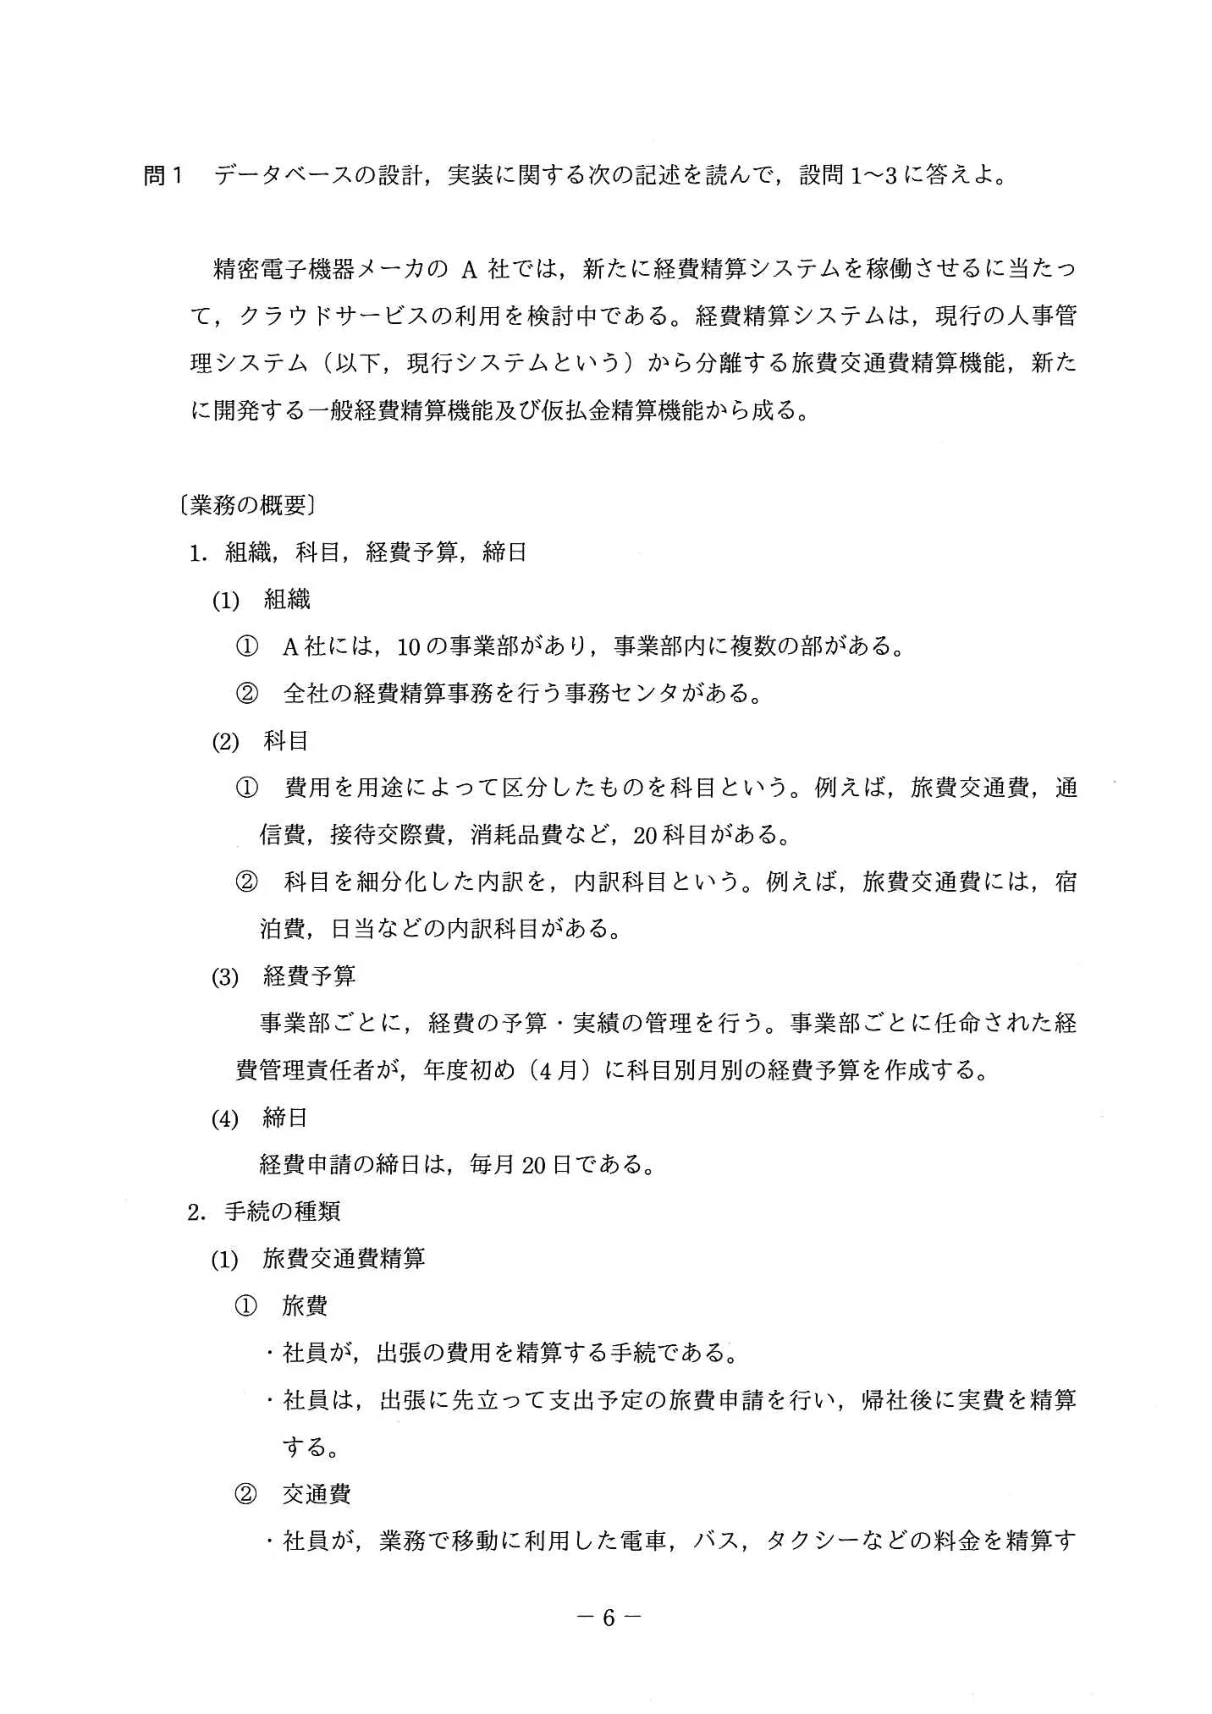 問1 データベースの設計，実装に関する次の記述を読んで，設問1～3に答えよ。
精密電子機器メーカの A 社では，新たに経費精算システムを稼働させるに当たっ
て，クラウドサービスの利用を検討中である。経費精算システムは，現行の人事管
理システム（以下，現行システムという）から分離する旅費交通費精算機能，新た
に開発する一般経費精算機能及び仮払金精算機能から成る。
〔業務の概要〕
1．組織，科目，経費予算，締日
(1) 組織
① A社には，10の事業部があり，事業部内に複数の部がある。
② 全社の経費精算事務を行う事務センタがある。
(2) 科目
① 費用を用途によって区分したものを科目という。例えば，旅費交通費，通
信費，接待交際費，消耗品費など，20科目がある。
② 科目を細分化した内訳を，内訳科目という。例えば，旅費交通費には，宿
泊費，日当などの内訳科目がある。
(3) 経費予算
事業部ごとに，経費の予算・実績の管理を行う。事業部ごとに任命された経
費管理責任者が，年度初め（4月）に科目別月別の経費予算を作成する。
(4) 締日
経費申請の締日は，毎月20日である。
2．手続の種類
(1) 旅費交通費精算
① 旅費
・社員が，出張の費用を精算する手続である。
・社員は，出張に先立って支出予定の旅費申請を行い，帰社後に実費を精算
する。
② 交通費
・社員が，業務で移動に利用した電車，バス，タクシーなどの料金を精算す
－ 6 －